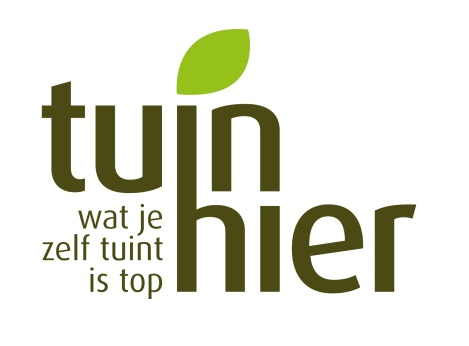 tuin
hier
wat je
zelf tuint
is top